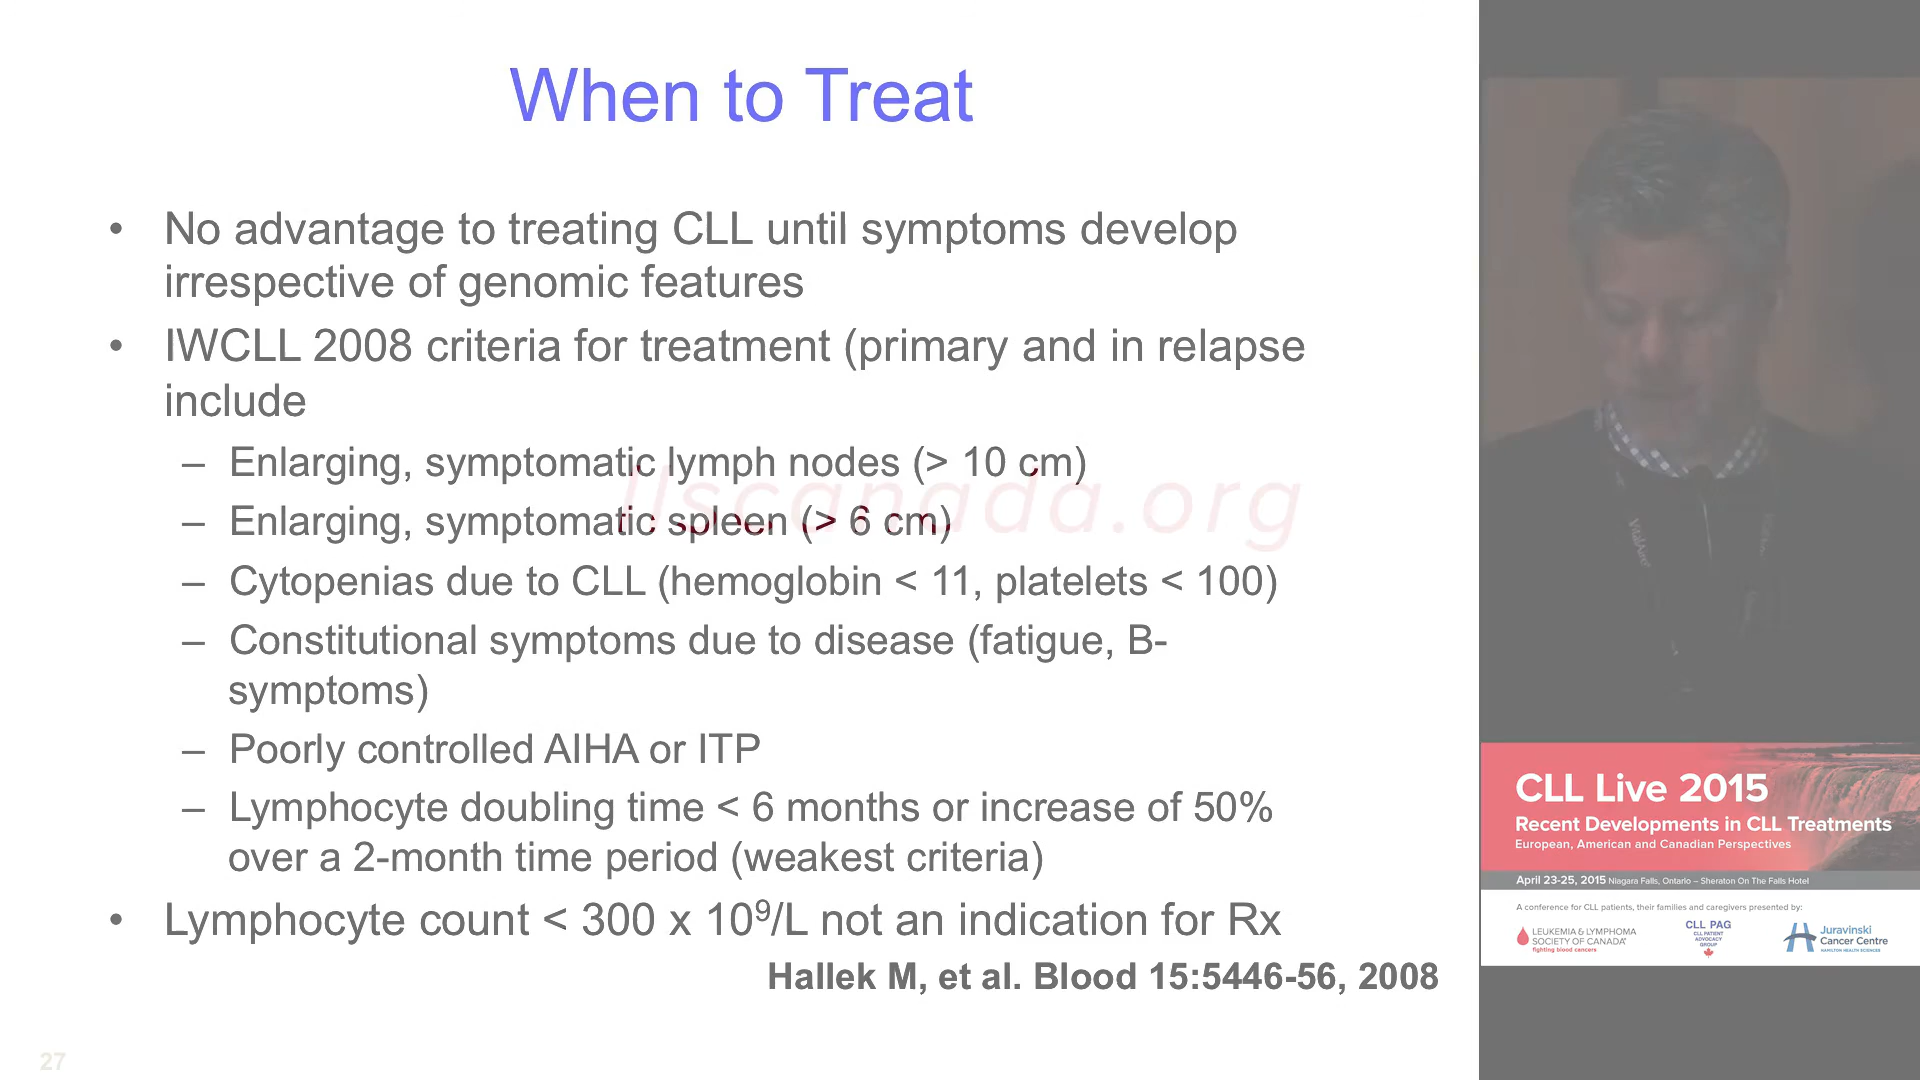 When to Treat
• No advantage to treating CLL until symptoms develop
irrespective of genomic features
• IWCLL 2008 criteria for treatment (primary and in relapse
include
– Enlarging, symptomatic lymph nodes (> 10 cm)
– Enlarging, symptomatic spleen (> 6 cm)
– Cytopenias due to CLL (hemoglobin < 11, platelets < 100)
– Constitutional symptoms due to disease (fatigue, B-
symptoms)
– Poorly controlled AIHA or ITP
– Lymphocyte doubling time < 6 months or increase of 50%
over a 2-month time period (weakest criteria)
• Lymphocyte count < 300 x 10⁹/L not an indication for Rx
Hallek M, et al. Blood 15:5446-56, 2008
27
llscanada.org
CLL Live 2015
Recent Developments in CLL Treatments
European, American and Canadian Perspectives
April 23-25, 2015 Niagara Falls, Ontario – Sheraton On The Falls Hotel
A conference for CLL patients, their families and caregivers presented by:
LEUKEMIA & LYMPHOMA
SOCIETY OF CANADA
fighting blood cancers
CLL PAG
CLL PATIENT
ADVOCACY
GROUP
Juravinski
Cancer Centre
HAMILTON HEALTH SCIENCES